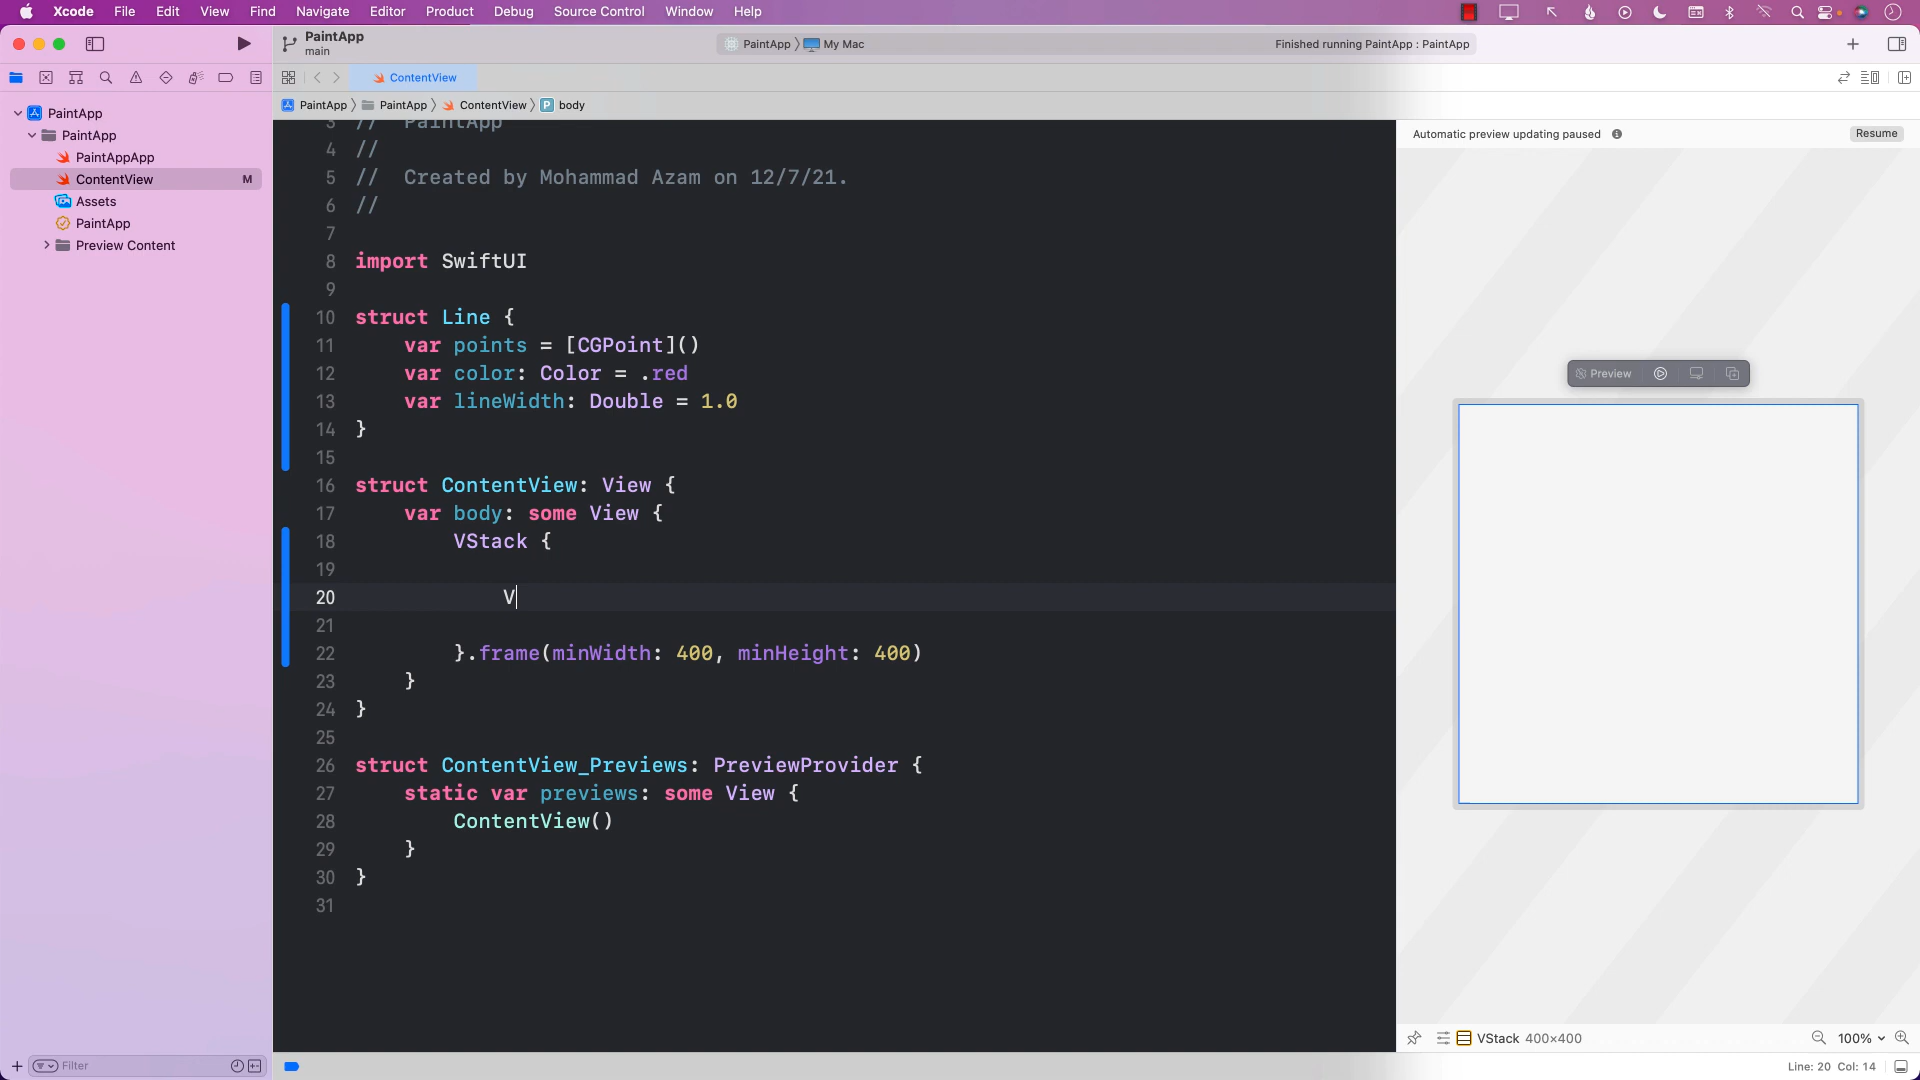 Xcode File Edit View Find Navigate Editor Product Debug Source Control Window Help
PaintApp
main
PaintApp 〉 My Mac
Finished running PaintApp : PaintApp
ContentView
PaintApp 〉 PaintApp 〉 ContentView 〉 P body
PaintApp
PaintApp
PaintAppApp
ContentView M
Assets
PaintApp
Preview Content
Filter
3 // PaintApp
4 //
5 // Created by Mohammad Azam on 12/7/21.
6 //
7
8 import SwiftUI
9
10 struct Line {
11 var points = [CGPoint]()
12 var color: Color = .red
13 var lineWidth: Double = 1.0
14 }
15
16 struct ContentView: View {
17 var body: some View {
18 VStack {
19
20 V
21
22 }.frame(minWidth: 400, minHeight: 400)
23 }
24 }
25
26 struct ContentView_Previews: PreviewProvider {
27 static var previews: some View {
28 ContentView()
29 }
30 }
31
Automatic preview updating paused
Resume
Preview
VStack 400×400
100%
Line: 20 Col: 14